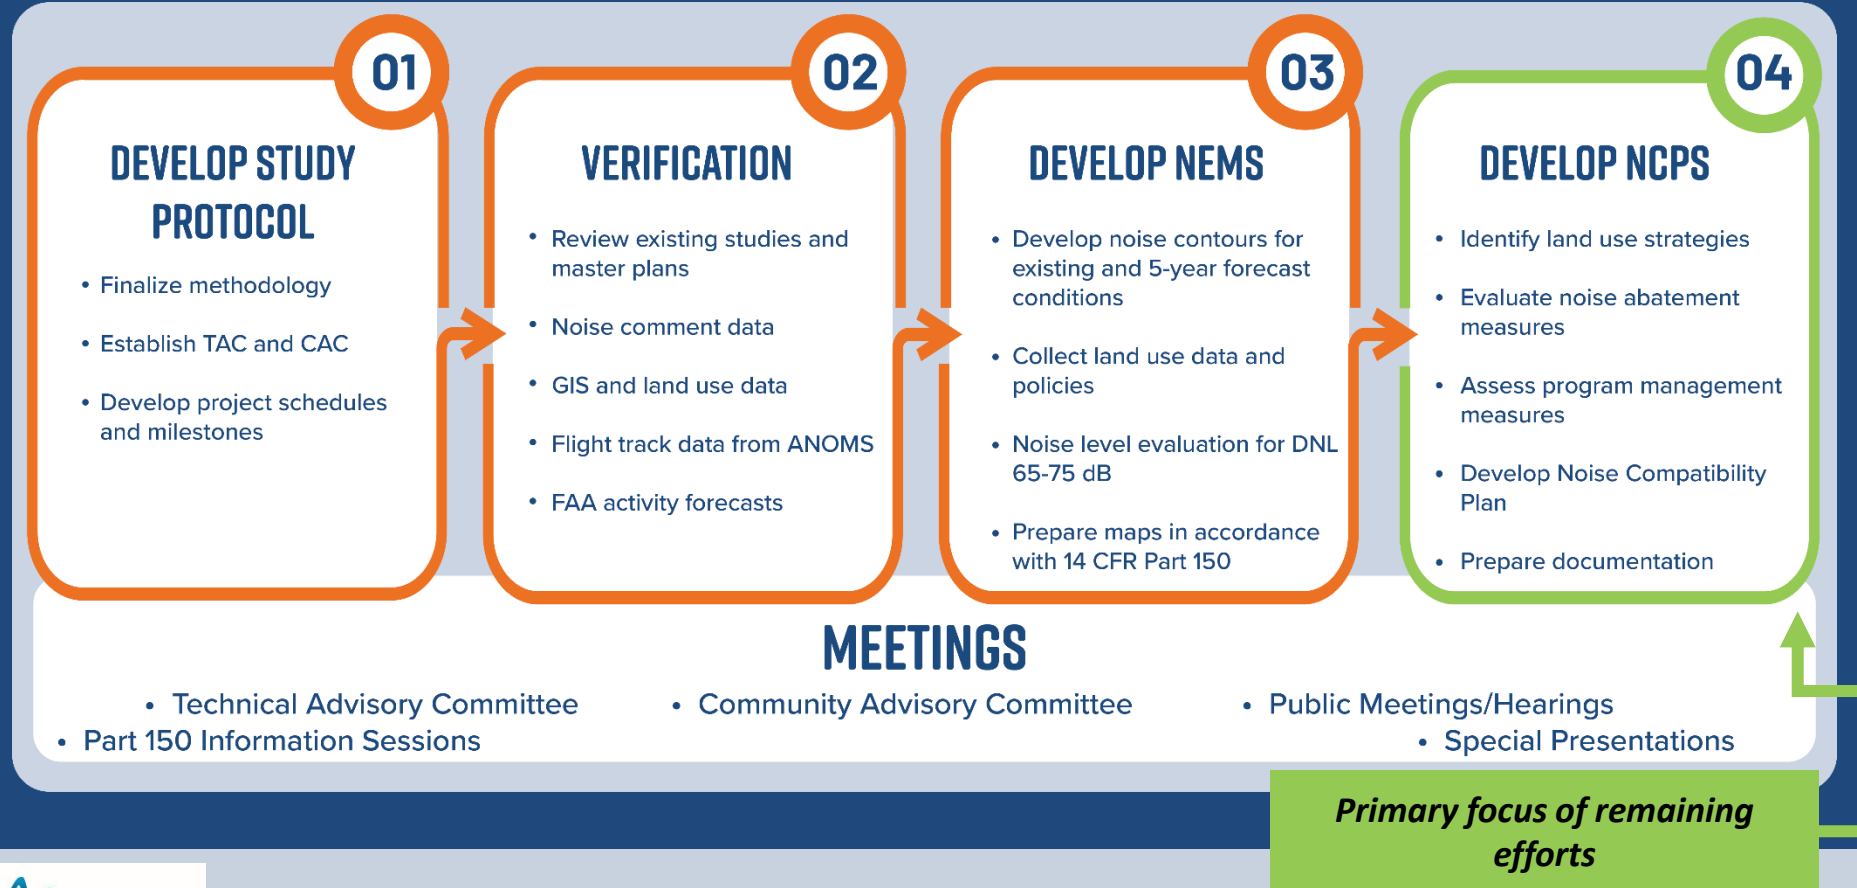 01
DEVELOP STUDY
PROTOCOL
• Finalize methodology
• Establish TAC and CAC
• Develop project schedules
and milestones
02
VERIFICATION
• Review existing studies and
master plans
• Noise comment data
• GIS and land use data
• Flight track data from ANOMS
• FAA activity forecasts
03
DEVELOP NEMS
• Develop noise contours for
existing and 5-year forecast
conditions
• Collect land use data and
policies
• Noise level evaluation for DNL
65-75 dB
• Prepare maps in accordance
with 14 CFR Part 150
04
DEVELOP NCPS
• Identify land use strategies
• Evaluate noise abatement
measures
• Assess program management
measures
• Develop Noise Compatibility
Plan
• Prepare documentation
MEETINGS
• Technical Advisory Committee
• Community Advisory Committee
• Public Meetings/Hearings
• Part 150 Information Sessions
• Special Presentations
Primary focus of remaining
efforts